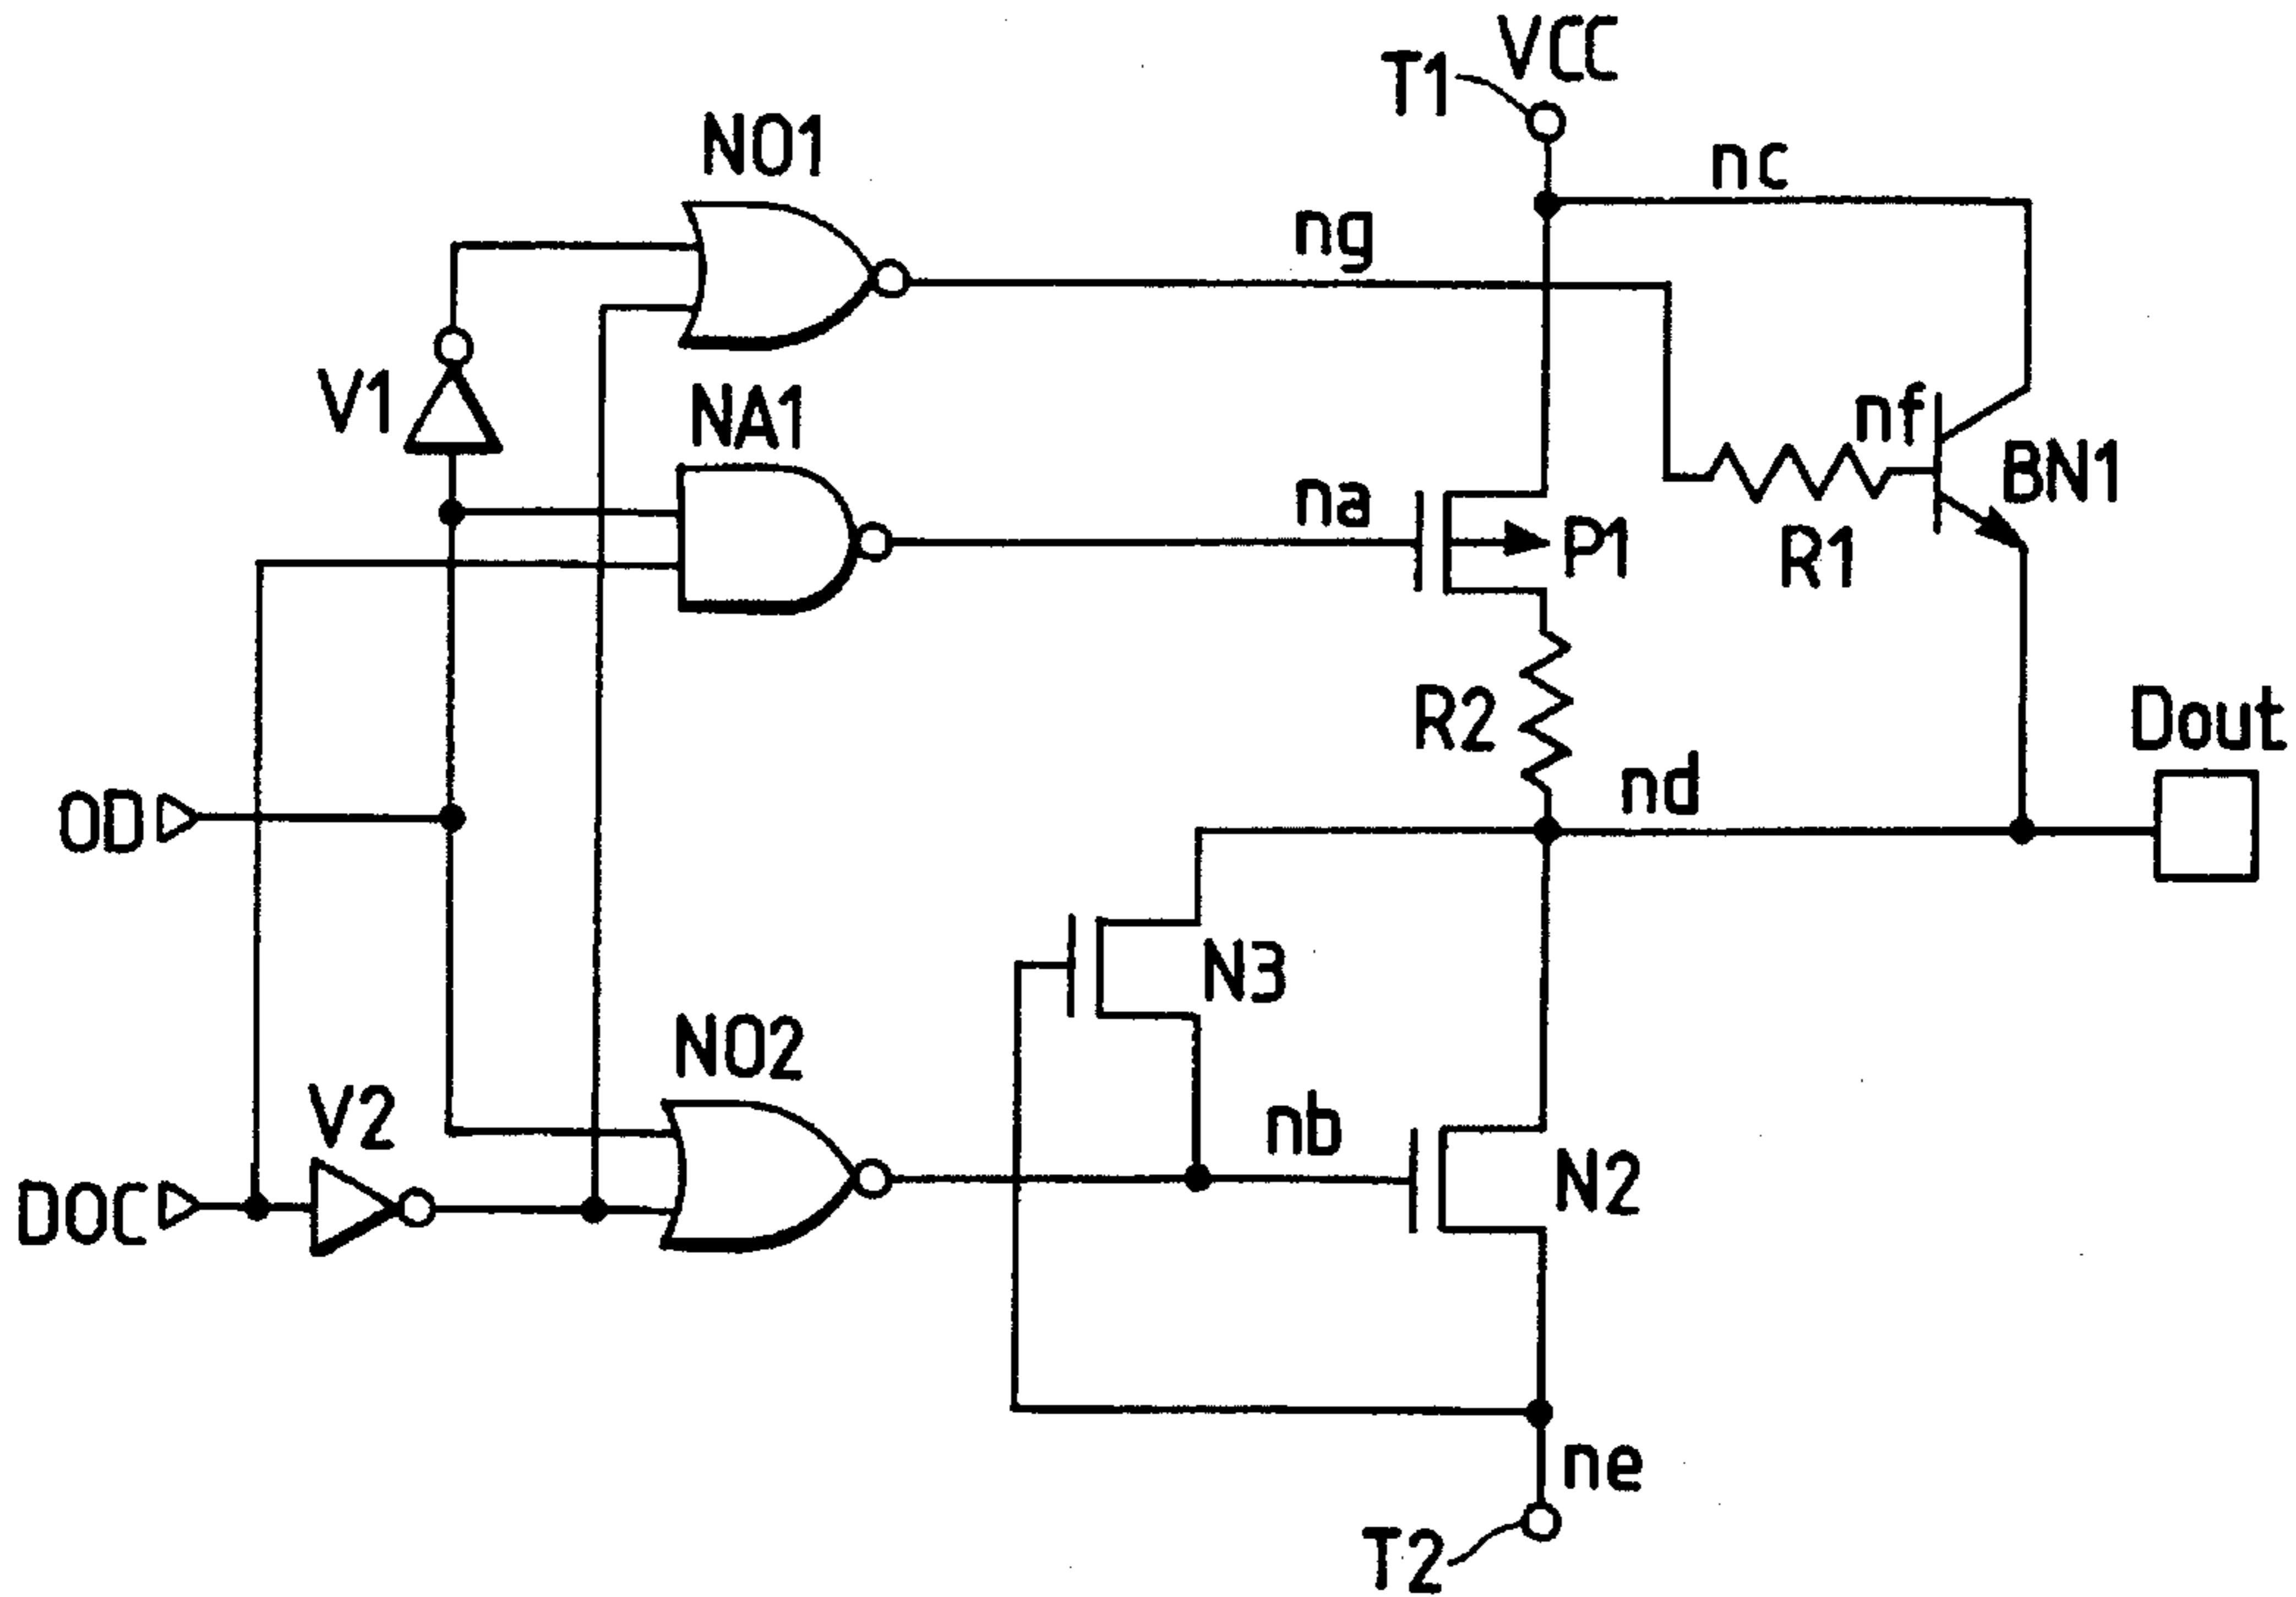 VCC
T1
NO1
nc
ng
V1
NA1
nf
BN1
na
P1
R1
R2
Dout
nd
OD
N3
NO2
V2
nb
N2
DOC
ne
T2